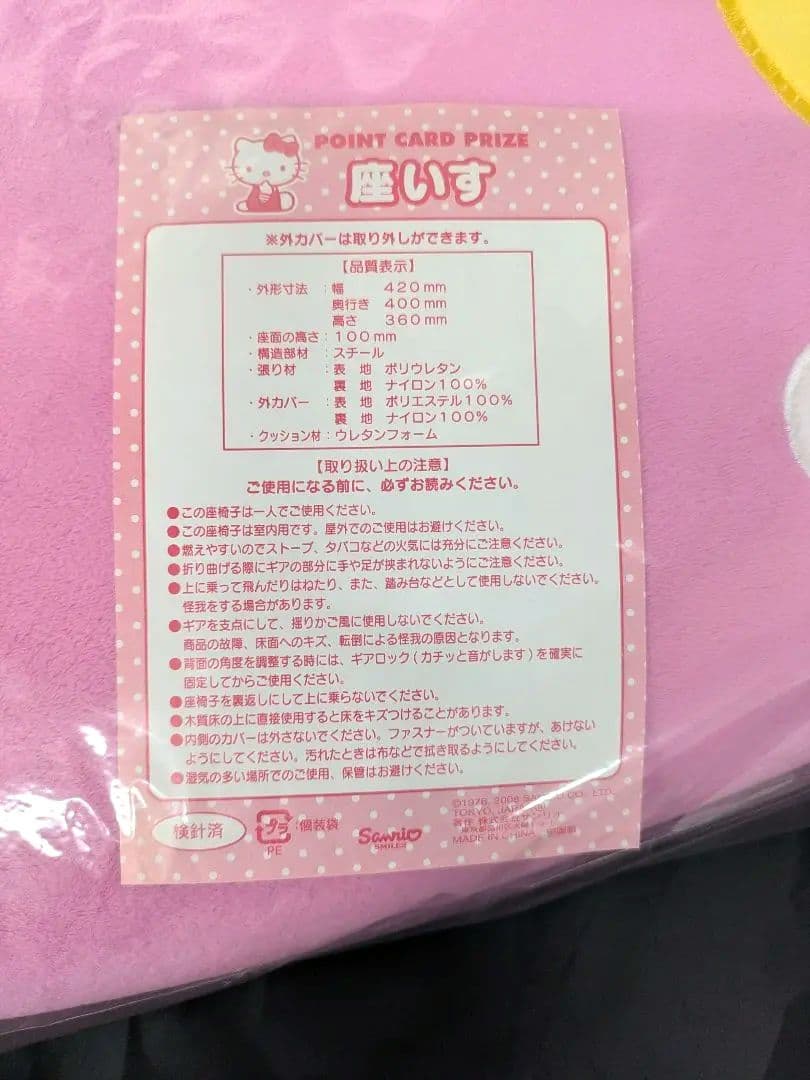 POINT CARD PRIZE
座いす
※外カバーは取り外しができます。
【品質表示】
・外形寸法 ：幅 420mm
奥行き 400mm
高さ 360mm
・座面の高さ：100mm
・構造部材 ：スチール
・張り材 ：表 地 ポリウレタン
裏 地 ナイロン100%
・外カバー ：表 地 ポリエステル100%
裏 地 ナイロン100%
・クッション材：ウレタンフォーム
【取り扱い上の注意】
ご使用になる前に、必ずお読みください。
●この座椅子は一人でご使用ください。
●この座椅子は室内用です。屋外でのご使用はお避けください。
●燃えやすいのでストーブ、タバコなどの火気には充分にご注意ください。
●折り曲げる際にギアの部分に手や足が挟まれないようにご注意ください。
●上に乗って飛んだりはねたり、また、踏み台などとして使用しないでください。
怪我をする場合があります。
●ギアを支点にして、揺りかご風に使用しないでください。
商品の故障、床面へのキズ、転倒による怪我の原因となります。
●背面の角度を調整する時には、ギアロック(カチッと音がします)を確実に
固定してからご使用ください。
●座椅子を裏返しにして上に乗らないでください。
●木質床の上に直接使用すると床をキズつけることがあります。
●内側のカバーは外さないでください。ファスナーがついていますが、あけない
ようにしてください。汚れたときは布などで拭き取るようにしてください。
●湿気の多い場所でのご使用、保管はお避けください。
検針済
プラ
：個装袋
PE
Sanrio
SMILES
©1976, 2008 SANRIO CO., LTD.
TOKYO, JAPAN
著作 株式会社サンリオ
MADE IN CHINA